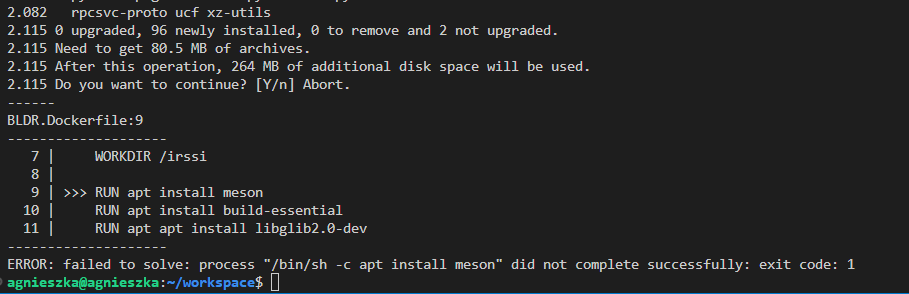 2.082   rpcsvc-proto ucf xz-utils
2.115 0 upgraded, 96 newly installed, 0 to remove and 2 not upgraded.
2.115 Need to get 80.5 MB of archives.
2.115 After this operation, 264 MB of additional disk space will be used.
2.115 Do you want to continue? [Y/n] Abort.
------
BLDR.Dockerfile:9
--------------------
   7 |     WORKDIR /irssi
   8 |
   9 | >>> RUN apt install meson
  10 |     RUN apt install build-essential
  11 |     RUN apt apt install libglib2.0-dev
--------------------
ERROR: failed to solve: process "/bin/sh -c apt install meson" did not complete successfully: exit code: 1
agnieszka@agnieszka:~/workspace$